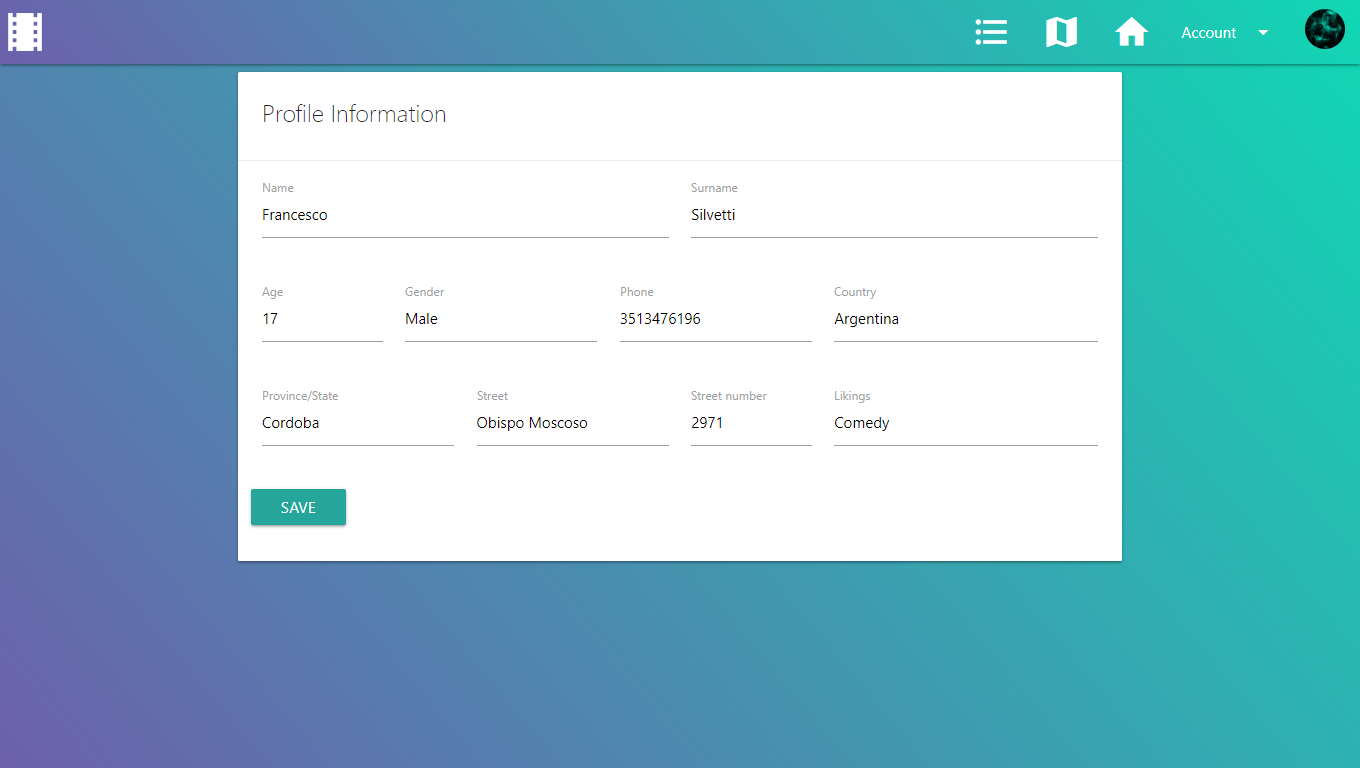 Account
Profile Information
Name Surname
Francesco Silvetti
Age Gender Phone Country
17 Male 3513476196 Argentina
Province/State Street Street number Likings
Cordoba Obispo Moscoso 2971 Comedy
SAVE